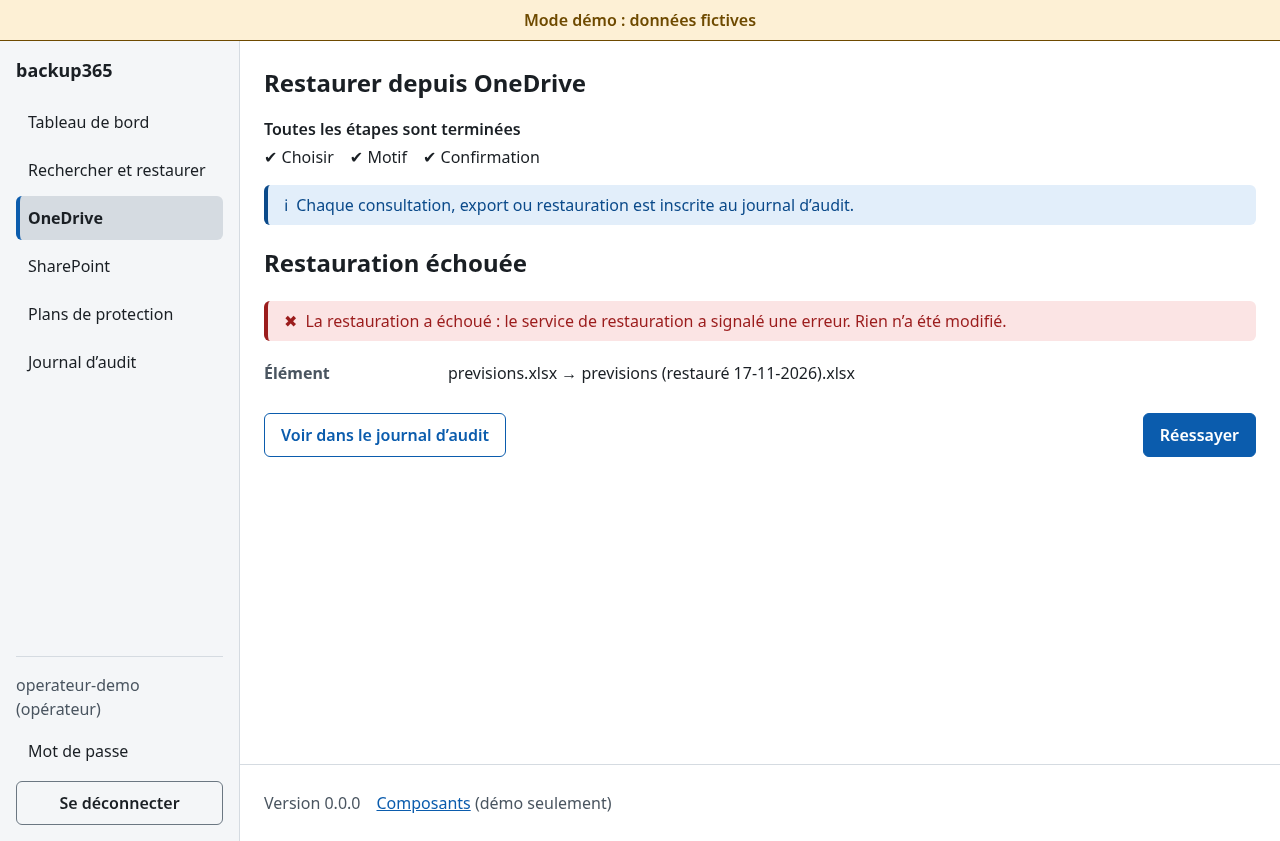 Mode démo : données fictives
backup365
Tableau de bord
Rechercher et restaurer
OneDrive
SharePoint
Plans de protection
Journal d’audit
operateur-demo
(opérateur)
Mot de passe
Se déconnecter
Restaurer depuis OneDrive
Toutes les étapes sont terminées
✔ Choisir ✔ Motif ✔ Confirmation
i Chaque consultation, export ou restauration est inscrite au journal d’audit.
Restauration échouée
✖ La restauration a échoué : le service de restauration a signalé une erreur. Rien n’a été modifié.
Élément previsions.xlsx → previsions (restauré 17-11-2026).xlsx
Voir dans le journal d’audit Réessayer
Version 0.0.0 Composants (démo seulement)